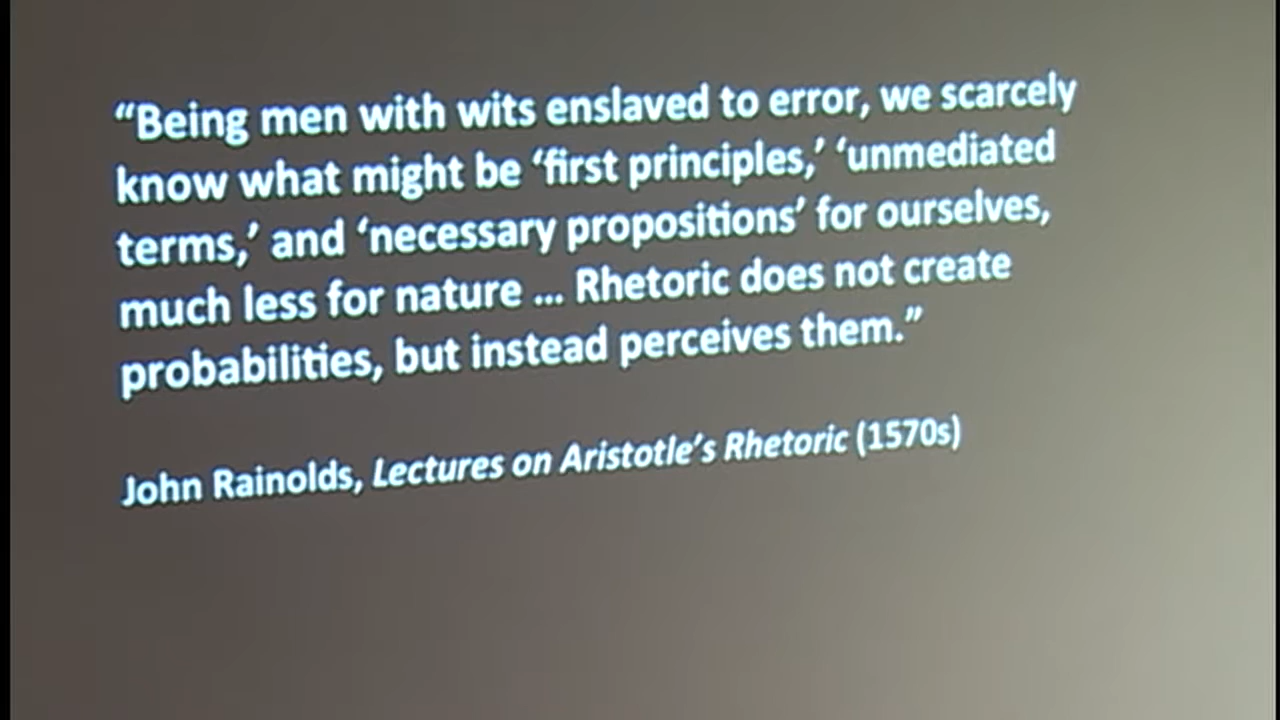 “Being men with wits enslaved to error, we scarcely
know what might be ‘first principles,’ ‘unmediated
terms,’ and ‘necessary propositions’ for ourselves,
much less for nature ... Rhetoric does not create
probabilities, but instead perceives them.”
John Rainolds, Lectures on Aristotle’s Rhetoric (1570s)